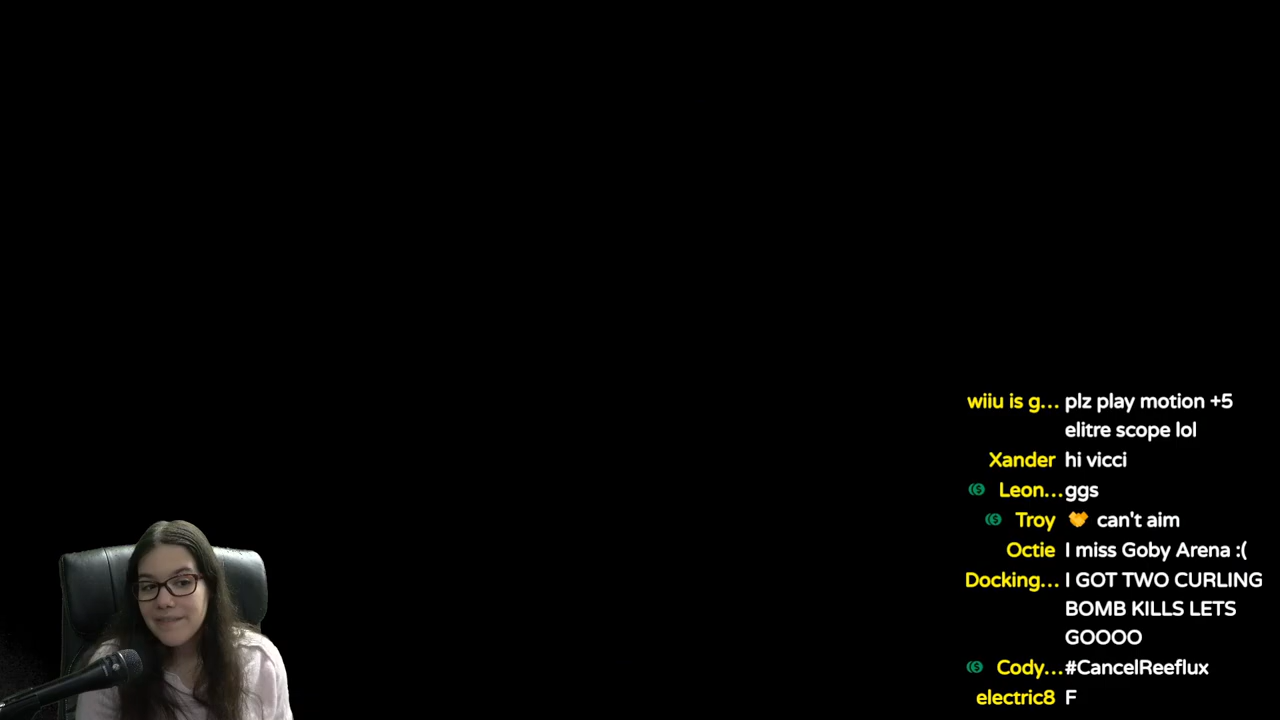 wiiu is g... plz play motion +5
elitre scope lol
Xander hi vicci
Leon... ggs
Troy can't aim
Octie I miss Goby Arena :(
Docking... I GOT TWO CURLING
BOMB KILLS LETS
GOOOO
Cody... #CancelReeflux
electric8 F